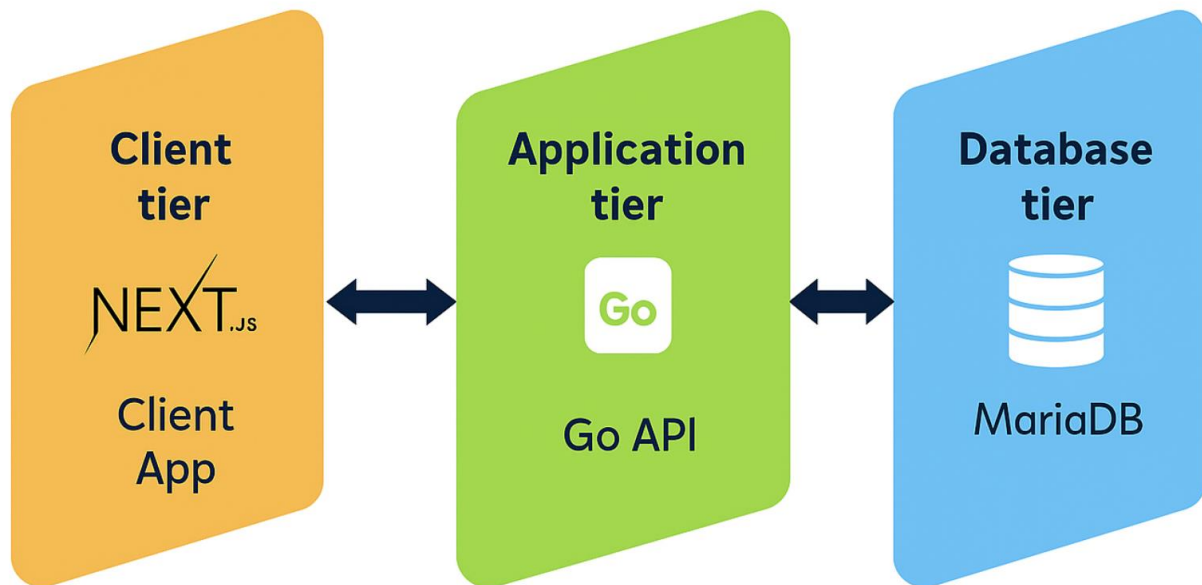 Client
tier
NEXT.JS
Client
App
Application
tier
Go
Go API
Database
tier
MariaDB